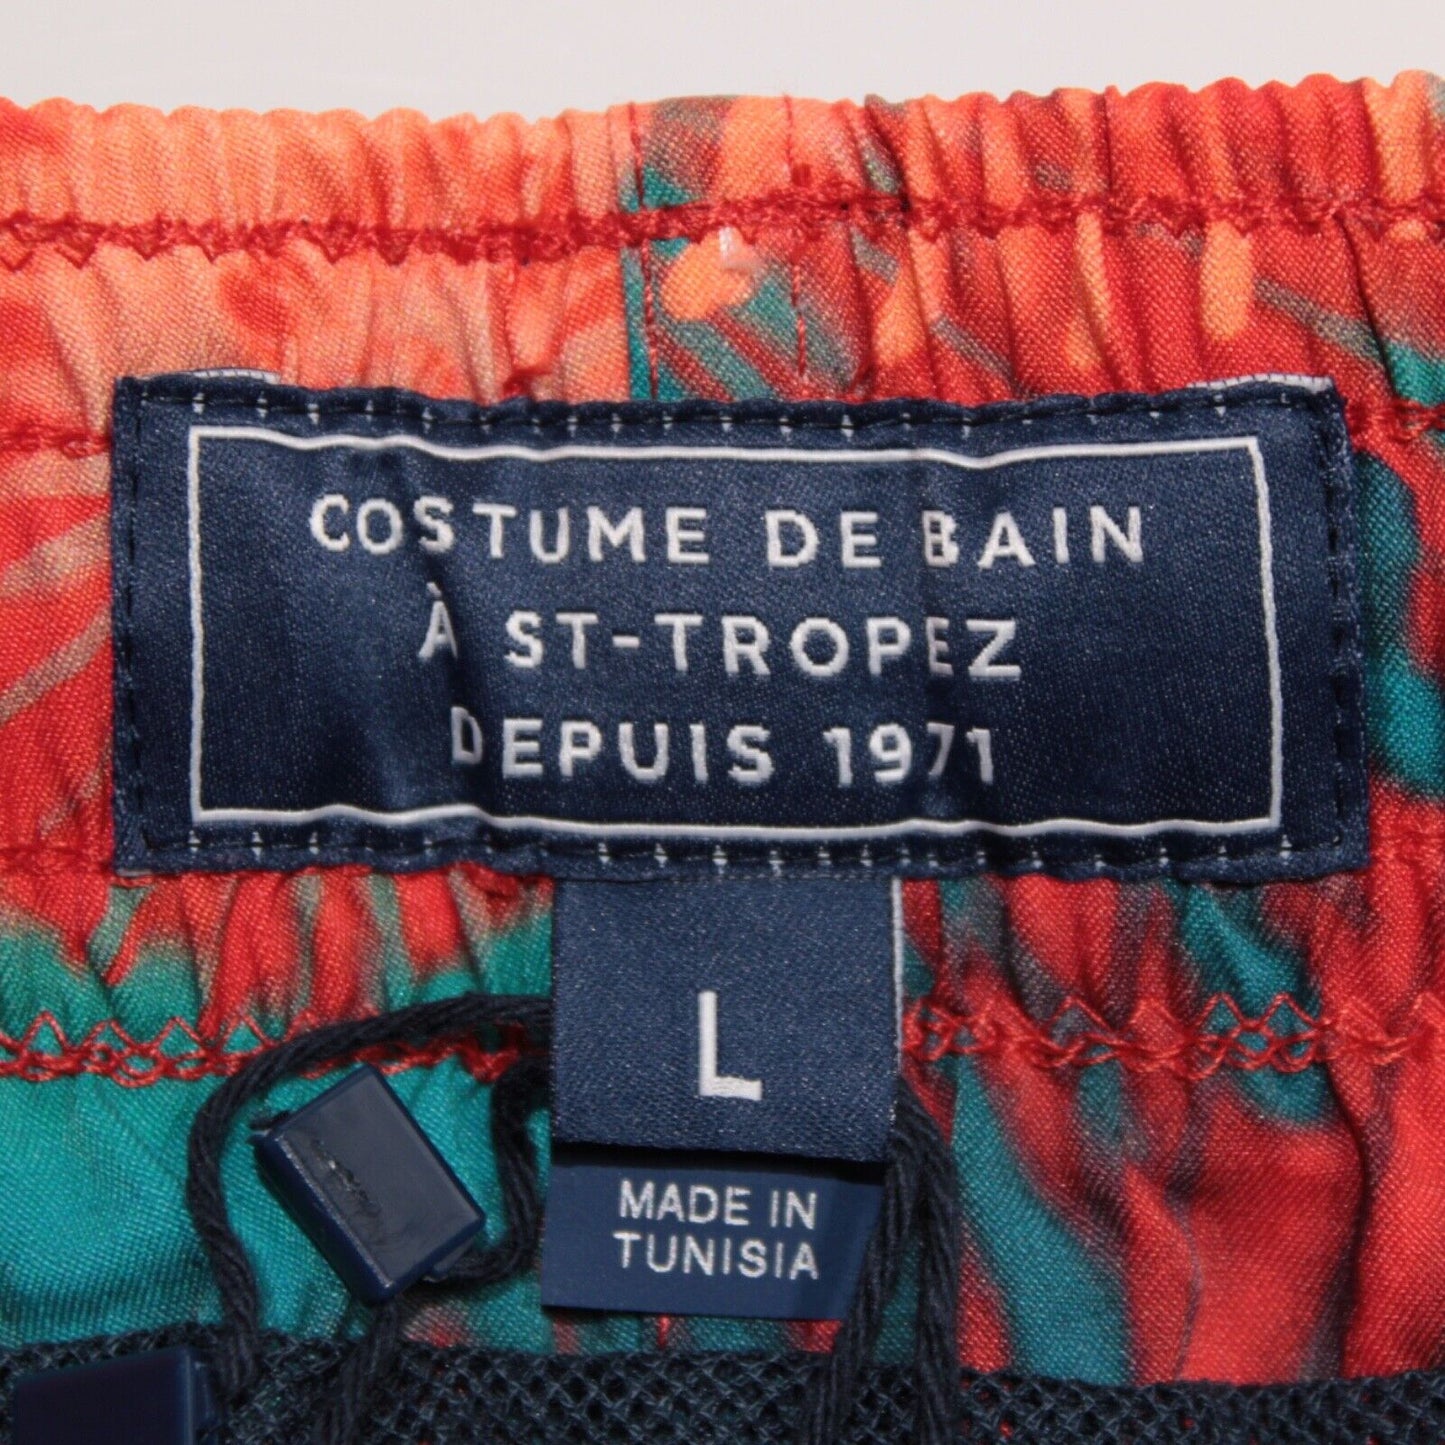 COSTUME DE BAIN
À ST-TROPEZ
DEPUIS 1971
L
MADE IN
TUNISIA